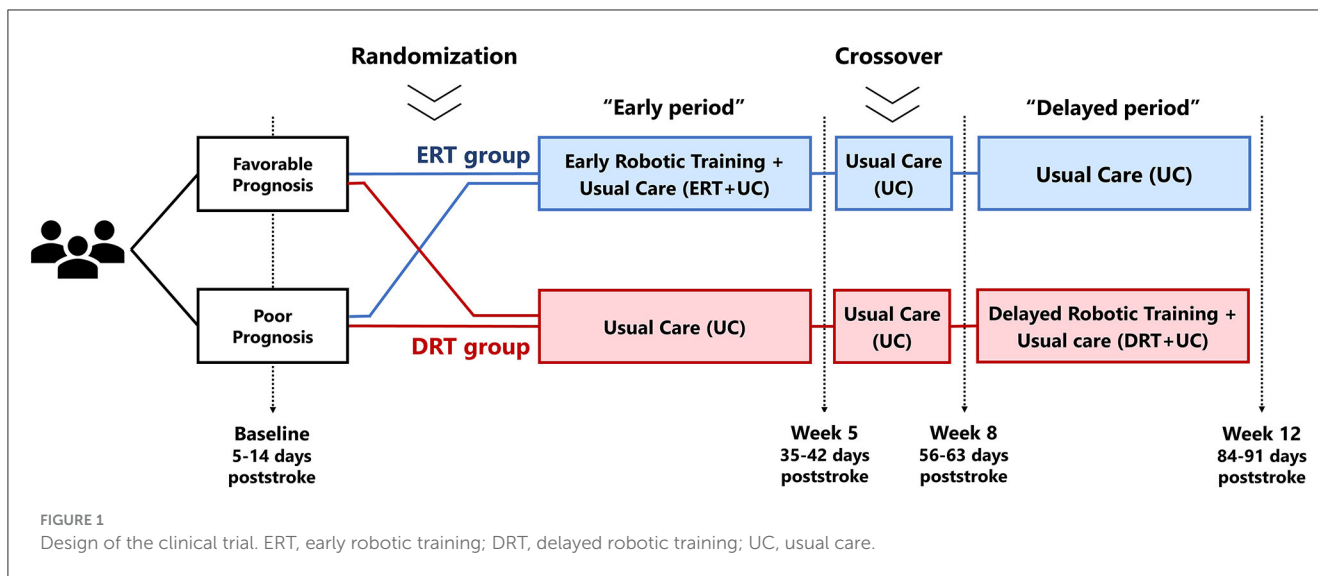 Randomization
Crossover
“Early period”
“Delayed period”
Favorable
Prognosis
ERT group
Early Robotic Training +
Usual Care (ERT+UC)
Usual Care
(UC)
Usual Care (UC)
Poor
Prognosis
DRT group
Usual Care (UC)
Usual Care
(UC)
Delayed Robotic Training +
Usual care (DRT+UC)
Baseline
5-14 days
poststroke
Week 5
35-42 days
poststroke
Week 8
56-63 days
poststroke
Week 12
84-91 days
poststroke
FIGURE 1
Design of the clinical trial. ERT, early robotic training; DRT, delayed robotic training; UC, usual care.